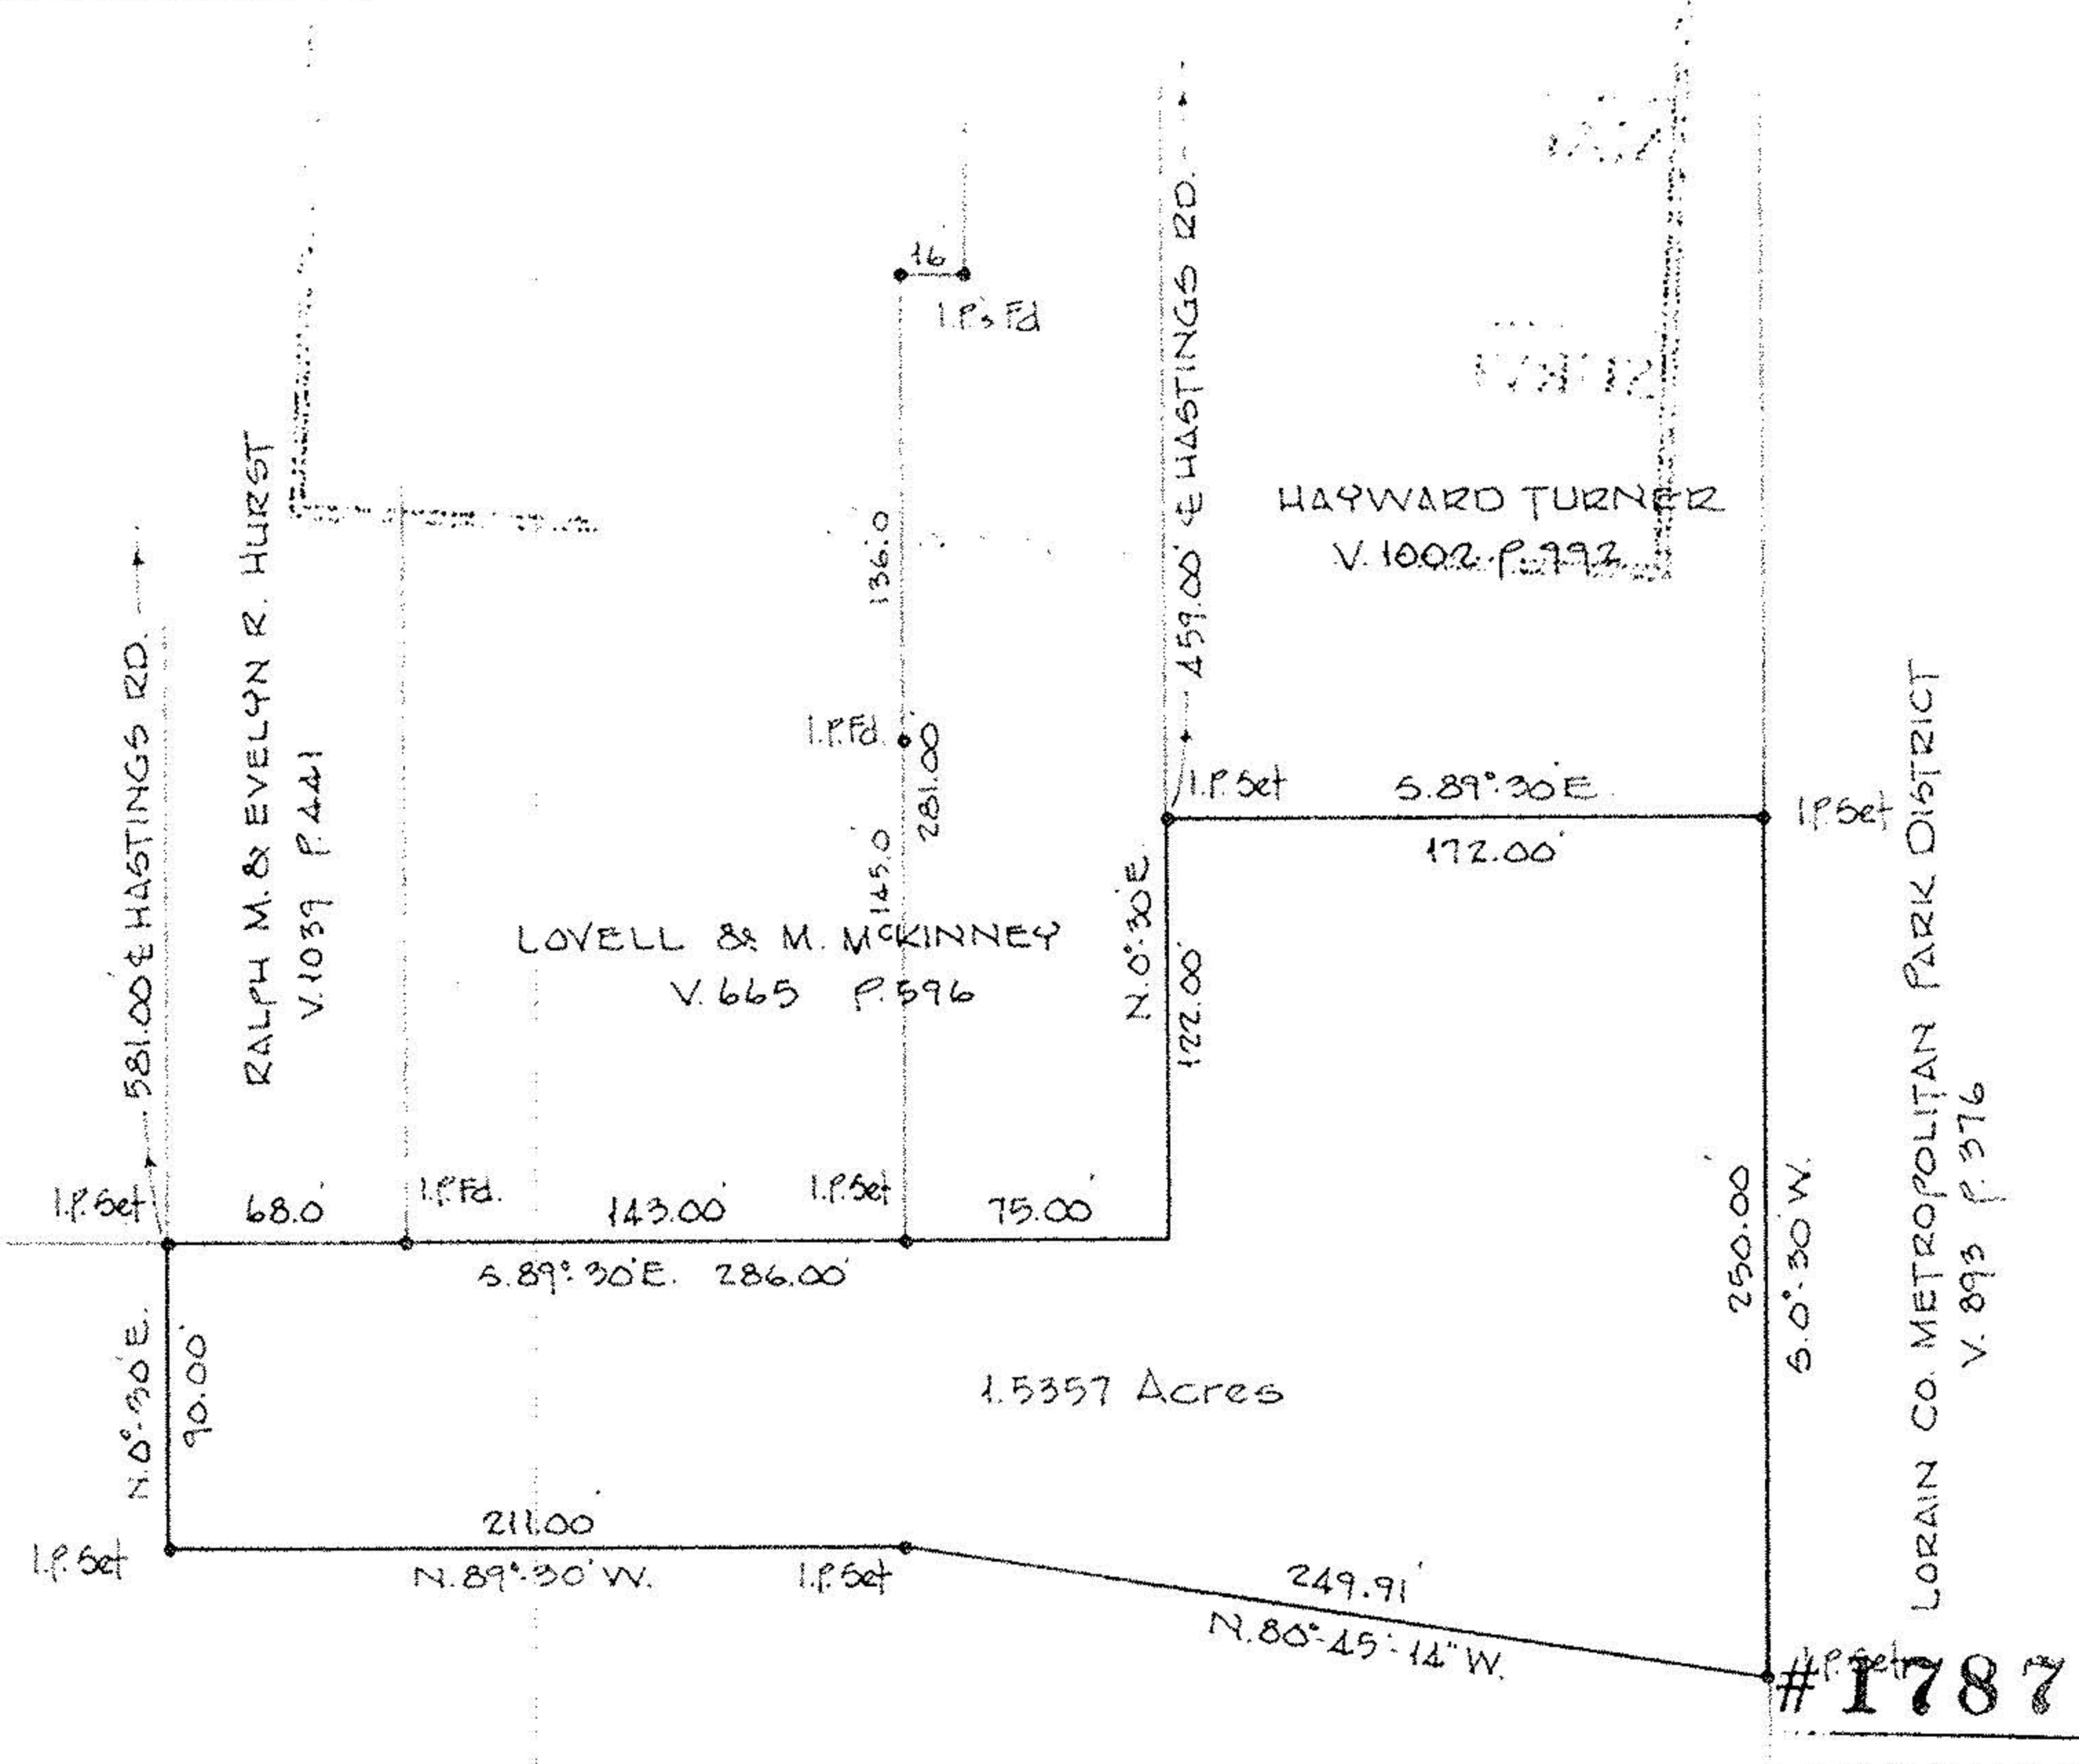 16'
I.P.s Fd
459.00' ℄ HASTINGS RD.
HAYWARD TURNER
V. 1002 P. 992
136.0
I.P. Fd.
281.00'
145.0'
581.00' ℄ HASTINGS RD.
RALPH M. & EVELYN R. HURST
V. 1039 P. 441
LOVELL & M. McKINNEY
V. 665 P. 596
I.P. Set
S. 89°-30' E.
172.00'
I.P. Set
N. 0°-30' E.
122.00'
LORAIN CO. METROPOLITAN PARK DISTRICT
V. 893 P. 376
I.P. Set
68.0'
I.P. Fd.
143.00'
I.P. Set
75.00'
S. 89°-30' E. 286.00'
250.00'
S. 0°-30' W.
N. 0°-30' E.
90.00'
1.5357 Acres
211.00'
I.P. Set
N. 89°-30' W.
I.P. Set
249.91'
N. 80°-45'-14" W.
I.P. Set
#1787